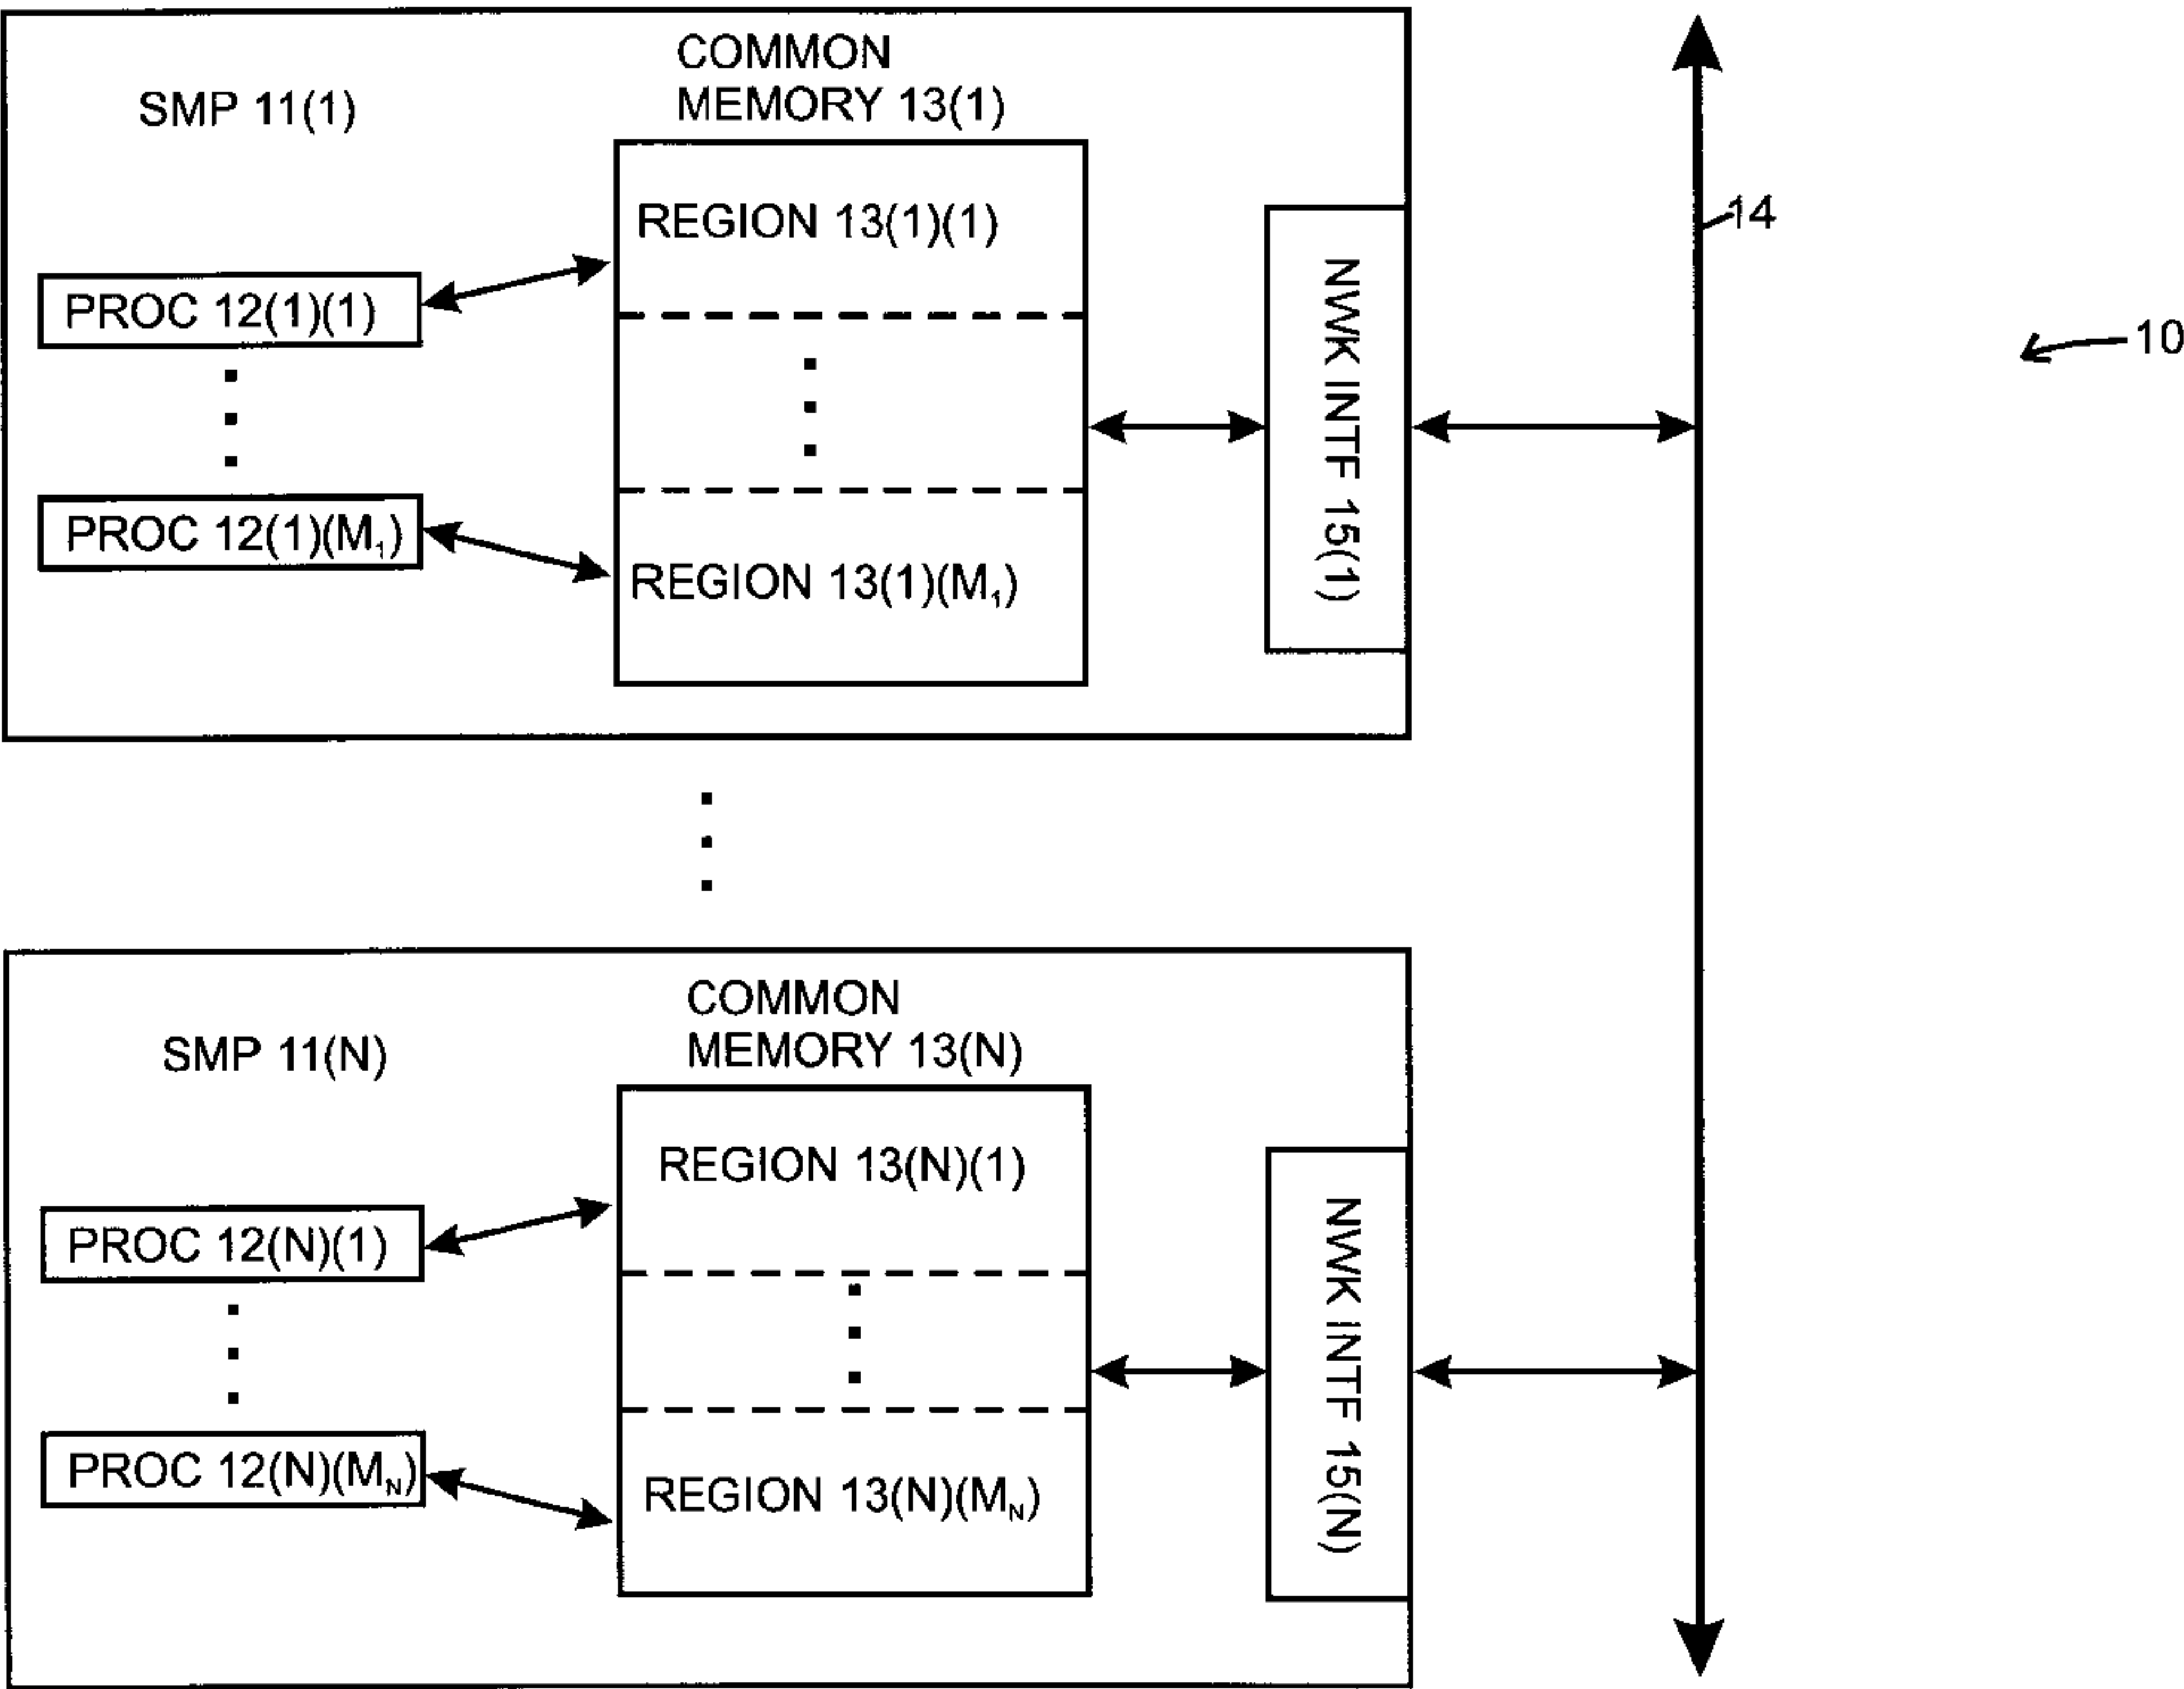 COMMON
MEMORY 13(1)
SMP 11(1)
REGION 13(1)(1)
14
PROC 12(1)(1)
10
NWK INTF 15(1)
PROC 12(1)(M₁)
REGION 13(1)(M₁)
COMMON
MEMORY 13(N)
SMP 11(N)
REGION 13(N)(1)
PROC 12(N)(1)
NWK INTF 15(N)
PROC 12(N)(M_N)
REGION 13(N)(M_N)